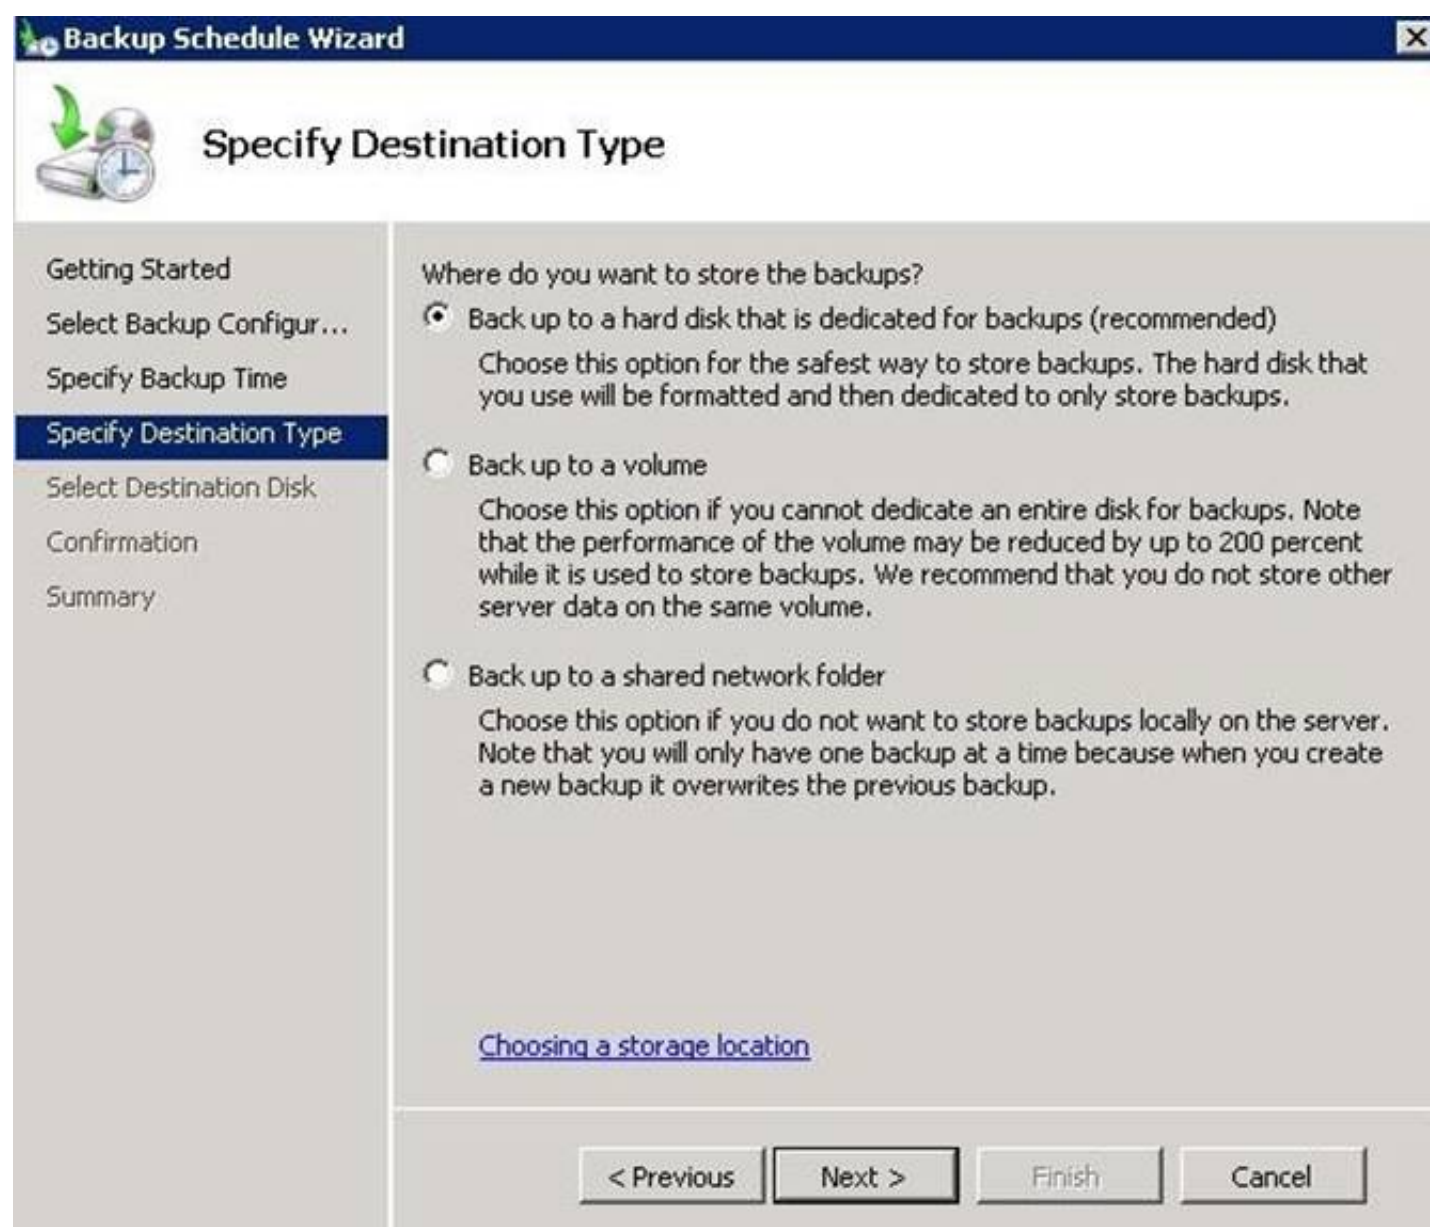 Backup Schedule Wizard
Specify Destination Type
Getting Started
Select Backup Configur...
Specify Backup Time
Specify Destination Type
Select Destination Disk
Confirmation
Summary
Where do you want to store the backups?
Back up to a hard disk that is dedicated for backups (recommended)
Choose this option for the safest way to store backups. The hard disk that
you use will be formatted and then dedicated to only store backups.
Back up to a volume
Choose this option if you cannot dedicate an entire disk for backups. Note
that the performance of the volume may be reduced by up to 200 percent
while it is used to store backups. We recommend that you do not store other
server data on the same volume.
Back up to a shared network folder
Choose this option if you do not want to store backups locally on the server.
Note that you will only have one backup at a time because when you create
a new backup it overwrites the previous backup.
Choosing a storage location
< Previous
Next >
Finish
Cancel